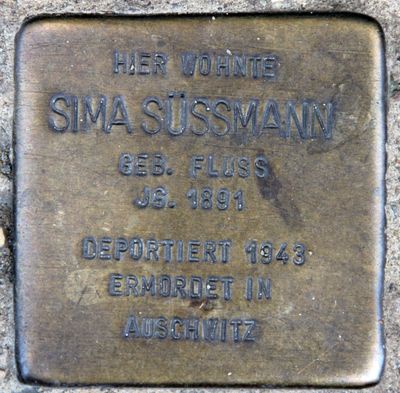 HIER WOHNTE
SIMA SÜSSMANN
GEB. FLUSS
JG. 1891
DEPORTIERT 1943
ERMORDET IN
AUSCHWITZ